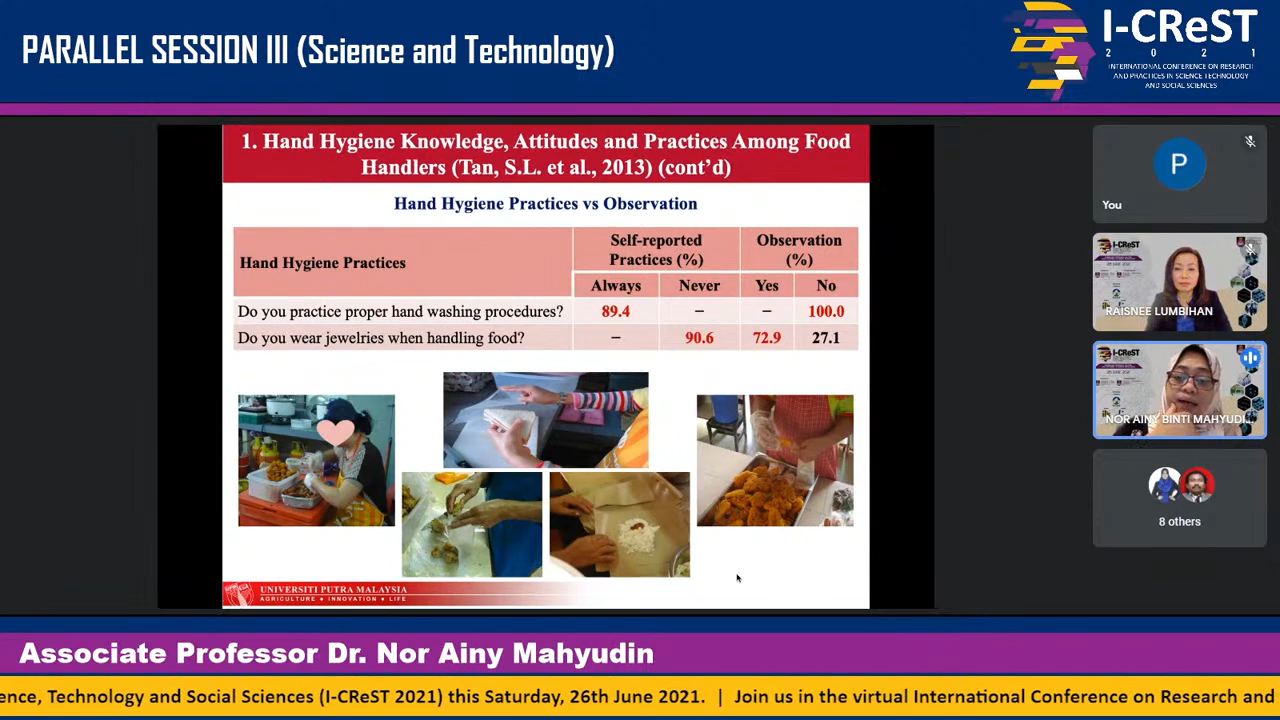 PARALLEL SESSION III (Science and Technology)
I-CReST
2 0 2 1
INTERNATIONAL CONFERENCE ON RESEARCH
AND PRACTICES IN SCIENCE TECHNOLOGY
AND SOCIAL SCIENCES
1. Hand Hygiene Knowledge, Attitudes and Practices Among Food
Handlers (Tan, S.L. et al., 2013) (cont’d)
Hand Hygiene Practices vs Observation
Hand Hygiene Practices
Self-reported
Practices (%)
Observation
(%)
Always Never Yes No
Do you practice proper hand washing procedures? 89.4 – – 100.0
Do you wear jewelries when handling food? – 90.6 72.9 27.1
UNIVERSITI PUTRA MALAYSIA
AGRICULTURE • INNOVATION • LIFE
P
You
I-CReST
RAISNEE LUMBIHAN
I-CReST
NOR AINY BINTI MAHYUDI...
8 others
Associate Professor Dr. Nor Ainy Mahyudin
ence, Technology and Social Sciences (I-CReST 2021) this Saturday, 26th June 2021. | Join us in the virtual International Conference on Research and